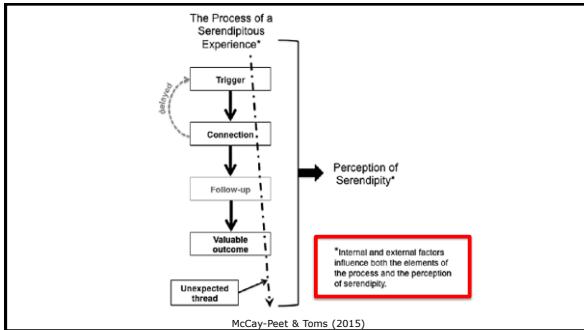 The Process of a
Serendipitous
Experience*
Trigger
delayed
Connection
Follow-up
Valuable
outcome
Unexpected
thread
Perception of
Serendipity*
*Internal and external factors
influence both the elements of
the process and the perception
of serendipity.
McCay-Peet & Toms (2015)